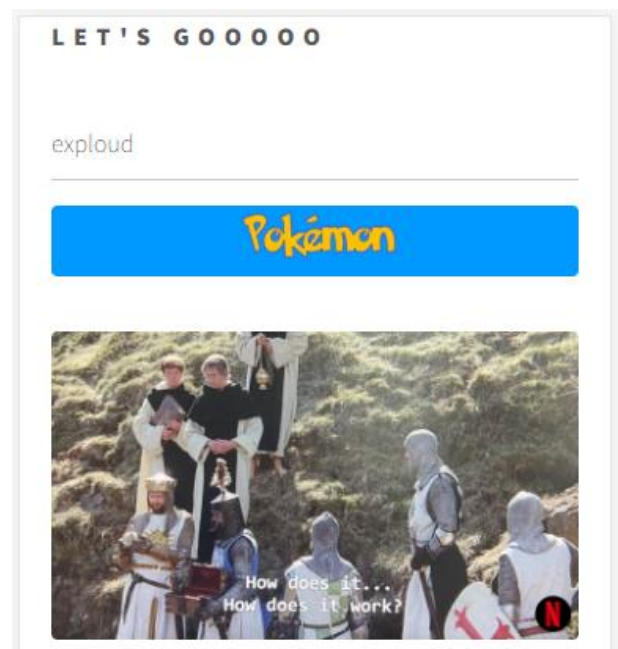 LET'S GOOOOO
exploud
Pokémon
How does it...
How does it work?
N